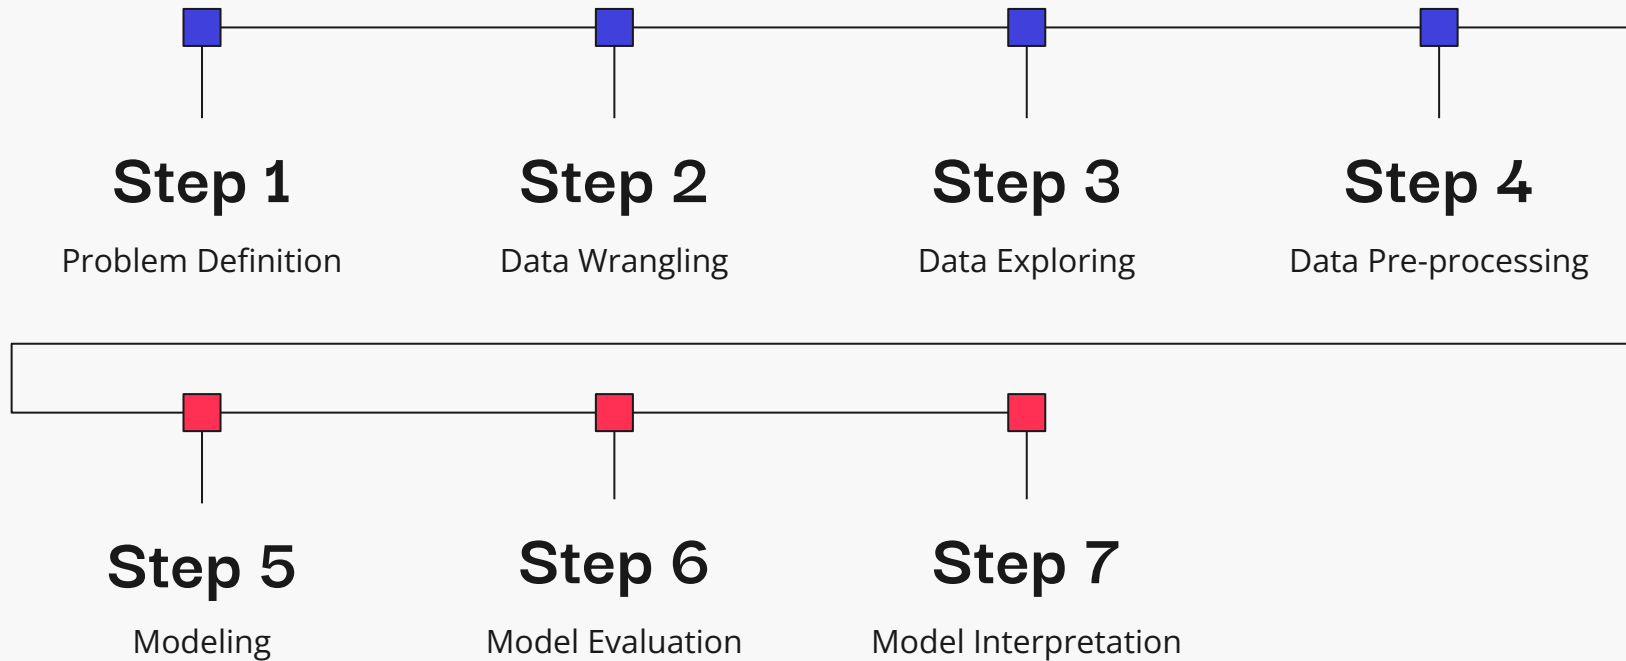 Step 1
Step 2
Step 3
Step 4
Problem Definition
Data Wrangling
Data Exploring
Data Pre-processing
Step 5
Step 6
Step 7
Modeling
Model Evaluation
Model Interpretation